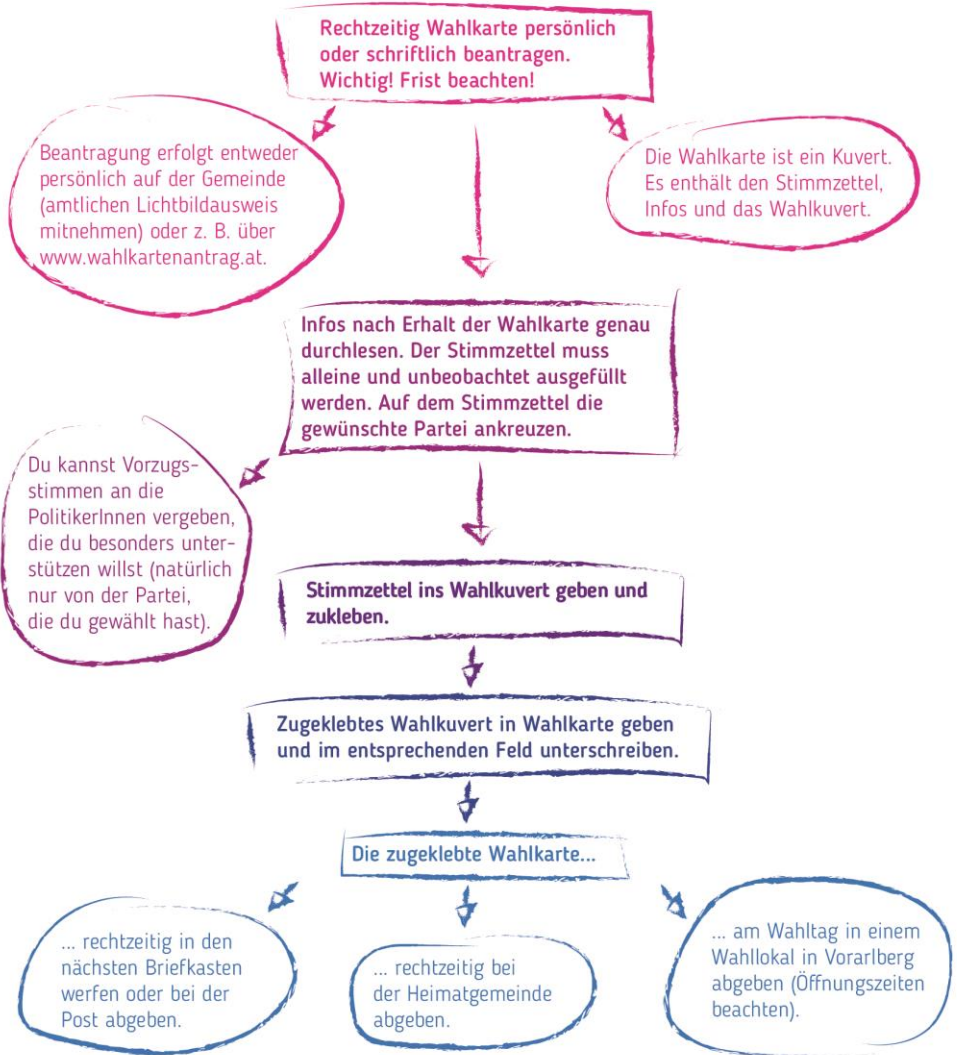 Rechtzeitig Wahlkarte persönlich
oder schriftlich beantragen.
Wichtig! Frist beachten!
Beantragung erfolgt entweder
persönlich auf der Gemeinde
(amtlichen Lichtbildausweis
mitnehmen) oder z. B. über
www.wahlkartenantrag.at.
Die Wahlkarte ist ein Kuvert.
Es enthält den Stimmzettel,
Infos und das Wahlkuvert.
Infos nach Erhalt der Wahlkarte genau
durchlesen. Der Stimmzettel muss
alleine und unbeobachtet ausgefüllt
werden. Auf dem Stimmzettel die
gewünschte Partei ankreuzen.
Du kannst Vorzugs-
stimmen an die
PolitikerInnen vergeben,
die du besonders unter-
stützen willst (natürlich
nur von der Partei,
die du gewählt hast).
Stimmzettel ins Wahlkuvert geben und
zukleben.
Zugeklebtes Wahlkuvert in Wahlkarte geben
und im entsprechenden Feld unterschreiben.
Die zugeklebte Wahlkarte...
... rechtzeitig in den
nächsten Briefkasten
werfen oder bei der
Post abgeben.
... rechtzeitig bei
der Heimatgemeinde
abgeben.
... am Wahltag in einem
Wahllokal in Vorarlberg
abgeben (Öffnungszeiten
beachten).